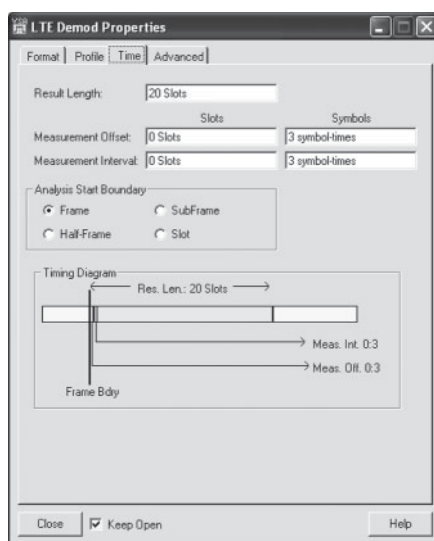 LTE Demod Properties
Format Profile Time Advanced
Result Length: 20 Slots
Slots Symbols
Measurement Offset: 0 Slots 3 symbol-times
Measurement Interval: 0 Slots 3 symbol-times
Analysis Start Boundary
Frame SubFrame
Half-Frame Slot
Timing Diagram
Res. Len.: 20 Slots
Meas. Int. 0:3
Meas. Off. 0:3
Frame Bdry
Close Keep Open Help